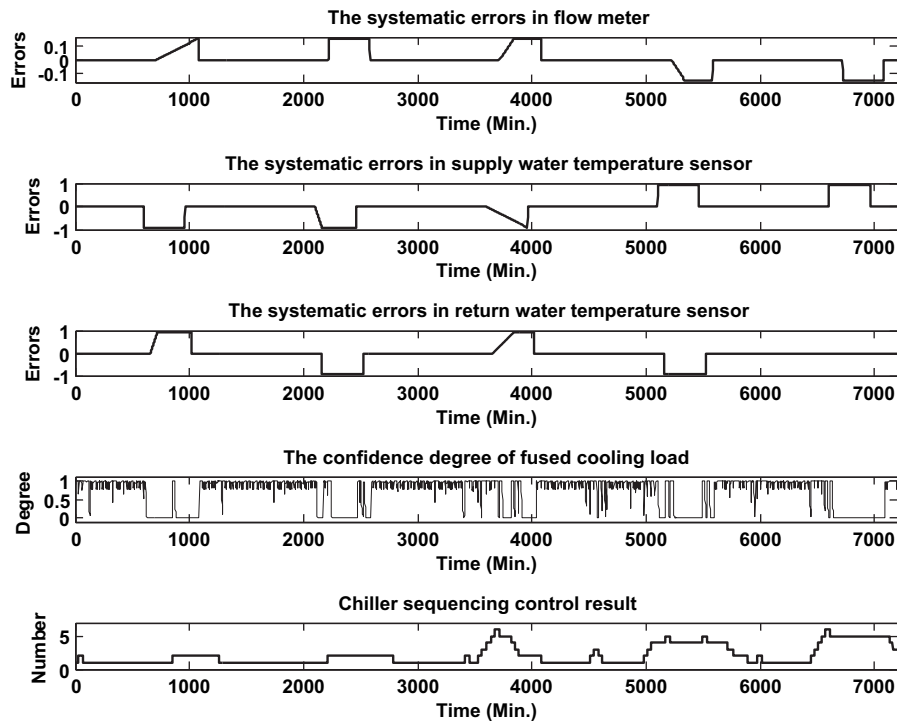 The systematic errors in flow meter
Errors
0.1
0
-0.1
0 1000 2000 3000 4000 5000 6000 7000
Time (Min.)
The systematic errors in supply water temperature sensor
Errors
1
0
-1
0 1000 2000 3000 4000 5000 6000 7000
Time (Min.)
The systematic errors in return water temperature sensor
Errors
1
0
-1
0 1000 2000 3000 4000 5000 6000 7000
Time (Min.)
The confidence degree of fused cooling load
Degree
1
0.5
0
0 1000 2000 3000 4000 5000 6000 7000
Time (Min.)
Chiller sequencing control result
Number
5
0
0 1000 2000 3000 4000 5000 6000 7000
Time (Min.)